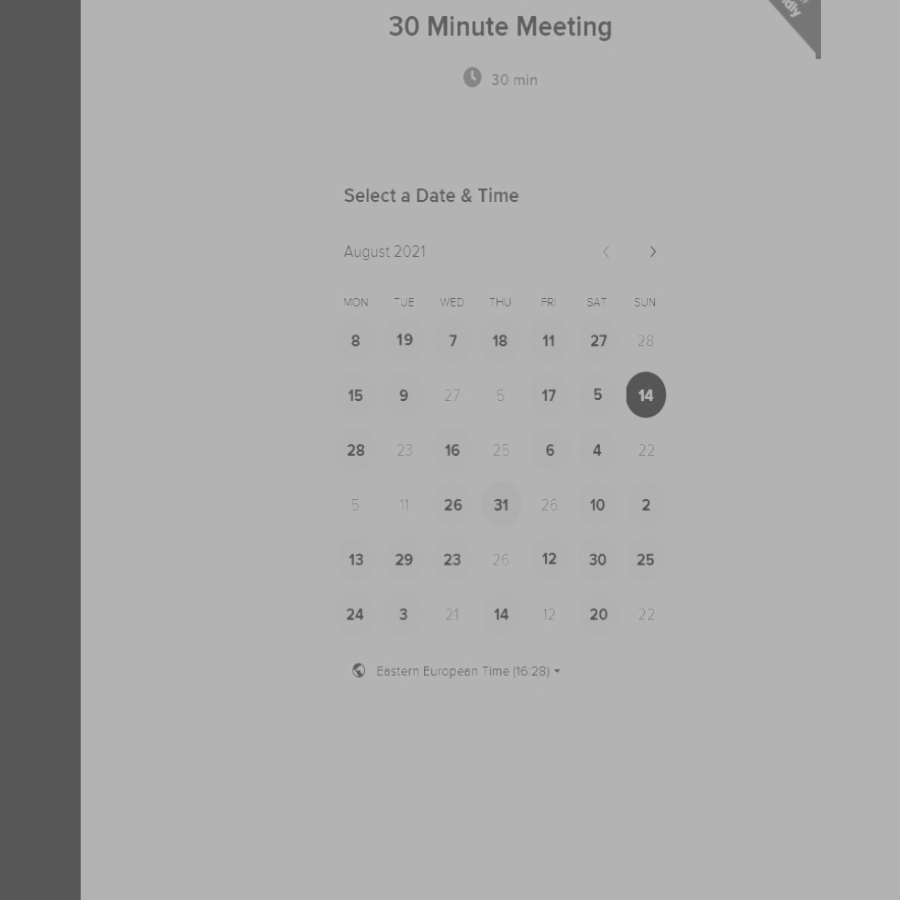 30 Minute Meeting
30 min
Select a Date & Time
August 2021
MON TUE WED THU FRI SAT SUN
8 19 7 18 11 27 28
15 9 27 5 17 5 14
28 23 16 25 6 4 22
5 11 26 31 26 10 2
13 29 23 26 12 30 25
24 3 21 14 12 20 22
Eastern European Time (16:28)